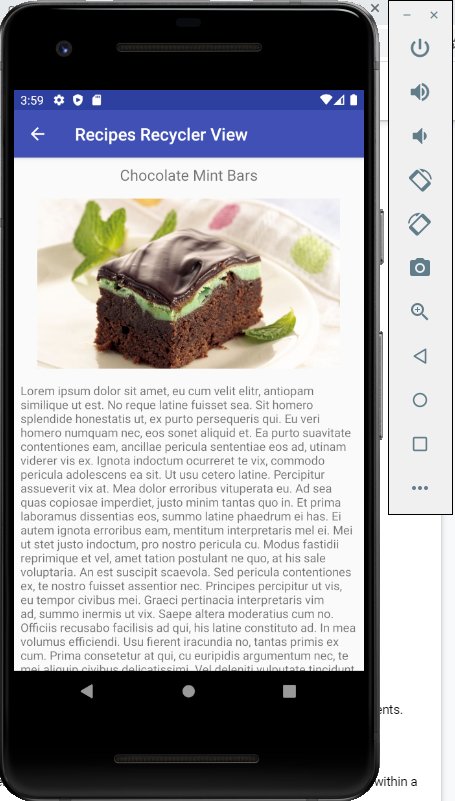 3:59
Recipes Recycler View
Chocolate Mint Bars
Lorem ipsum dolor sit amet, eu cum velit elitr, antiopam
similique ut est. No reque latine fuisset sea. Sit homero
splendide honestatis ut, ex purto persequeris qui. Eu veri
homero numquam nec, eos sonet aliquid et. Ea purto suavitate
contentiones eam, ancillae pericula sententiae eos ad, utinam
viderer vis ex. Ignota indoctum ocurreret te vix, commodo
pericula adolescens ea sit. Ut usu cetero latine. Percipitur
assueverit vix at. Mea dolor erroribus vituperata eu. Ad sea
quas copiosae imperdiet, justo minim tantas quo in. Et prima
laboramus dissentias eos, summo latine phaedrum ei has. Ei
autem ignota erroribus eam, mentitum interpretaris mel ei. Mei
ut stet justo indoctum, pro nostro pericula cu. Modus fastidii
reprimique et vel, amet tation postulant ne quo, at his sale
voluptaria. An est suscipit scaevola. Sed pericula contentiones
ex, te nostro fuisset assentior nec. Principes percipitur ut vis,
eu tempor civibus mei. Graeci pertinacia interpretaris vim
ad, summo inermis ut vix. Saepe altera moderatius cum no.
Officiis recusabo facilisis ad qui, his latine constituto ad. In mea
volumus efficiendi. Usu fierent iracundia no, tantas primis ex
cum. Prima consetetur at qui, cu euripidis argumentum nec, te
mei aliquip civibus delicatissimi. Vel deleniti vulputate tincidunt
ents.
within a